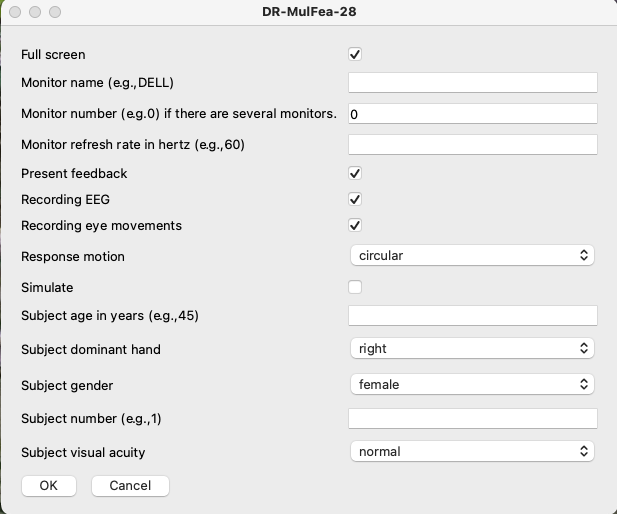 DR-MulFea-28
Full screen
Monitor name (e.g.,DELL)
Monitor number (e.g.0) if there are several monitors. 0
Monitor refresh rate in hertz (e.g.,60)
Present feedback
Recording EEG
Recording eye movements
Response motion circular
Simulate
Subject age in years (e.g.,45)
Subject dominant hand right
Subject gender female
Subject number (e.g.,1)
Subject visual acuity normal
OK Cancel